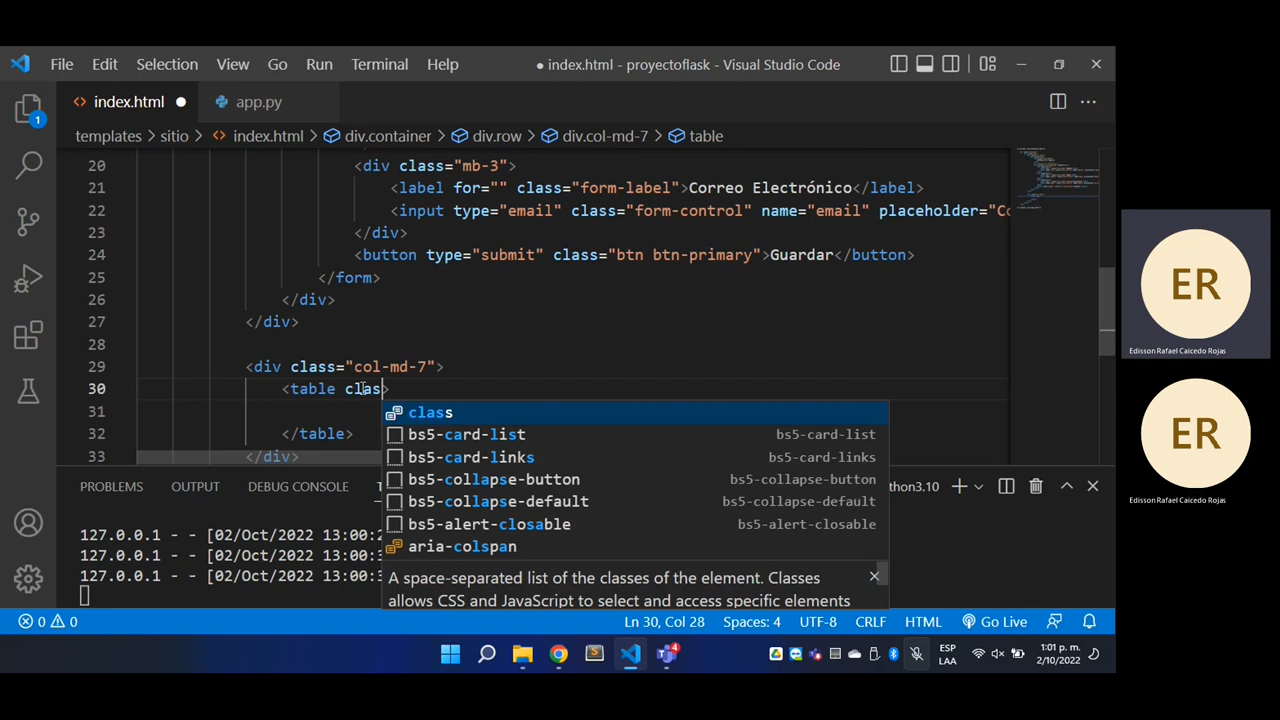 File Edit Selection View Go Run Terminal Help ● index.html - proyectoflask - Visual Studio Code
<> index.html ● app.py
templates > sitio > <> index.html > div.container > div.row > div.col-md-7 > table
20 <div class="mb-3">
21 <label for="" class="form-label">Correo Electrónico</label>
22 <input type="email" class="form-control" name="email" placeholder="Co
23 </div>
24 <button type="submit" class="btn btn-primary">Guardar</button>
25 </form>
26 </div>
27 </div>
28
29 <div class="col-md-7">
30 <table clas>
31
32 </table>
33 </div>
class
bs5-card-list bs5-card-list
bs5-card-links bs5-card-links
bs5-collapse-button bs5-collapse-button
bs5-collapse-default bs5-collapse-default
bs5-alert-closable bs5-alert-closable
aria-colspan
A space-separated list of the classes of the element. Classes
allows CSS and JavaScript to select and access specific elements
1
PROBLEMS OUTPUT DEBUG CONSOLE
127.0.0.1 - - [02/Oct/2022 13:00:2
127.0.0.1 - - [02/Oct/2022 13:00:3
127.0.0.1 - - [02/Oct/2022 13:00:3
0 0 Ln 30, Col 28 Spaces: 4 UTF-8 CRLF HTML Go Live
4 ESP
LAA
1:01 p. m.
2/10/2022
ER
Edisson Rafael Caicedo Rojas
ER
Edisson Rafael Caicedo Rojas